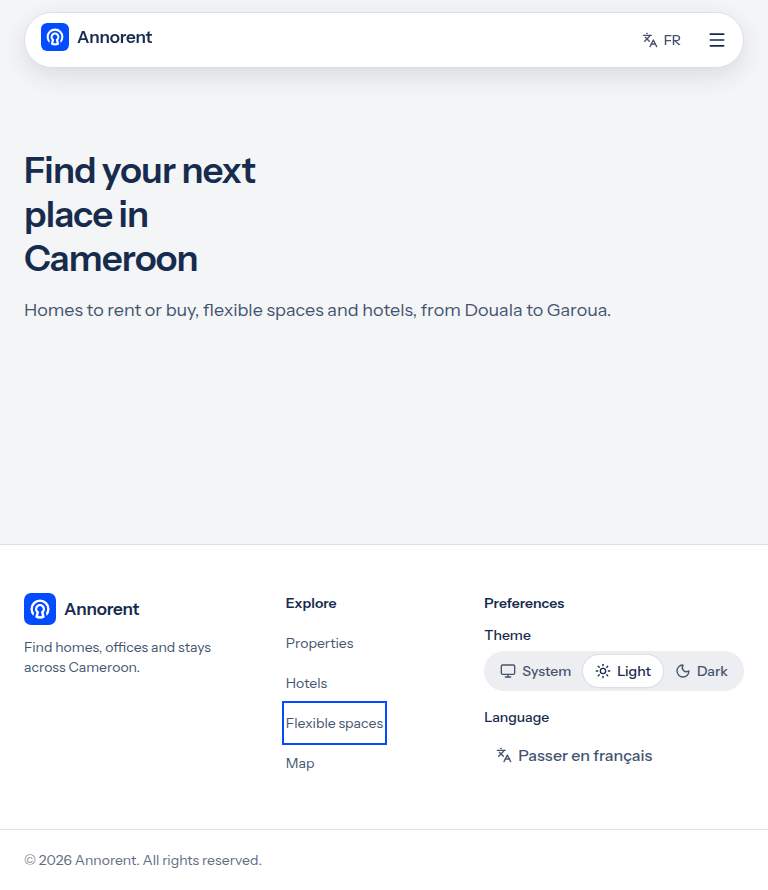 Annorent
FR
Find your next
place in
Cameroon
Homes to rent or buy, flexible spaces and hotels, from Douala to Garoua.
Annorent
Find homes, offices and stays
across Cameroon.
Explore
Properties
Hotels
Flexible spaces
Map
Preferences
Theme
System Light Dark
Language
Passer en français
© 2026 Annorent. All rights reserved.